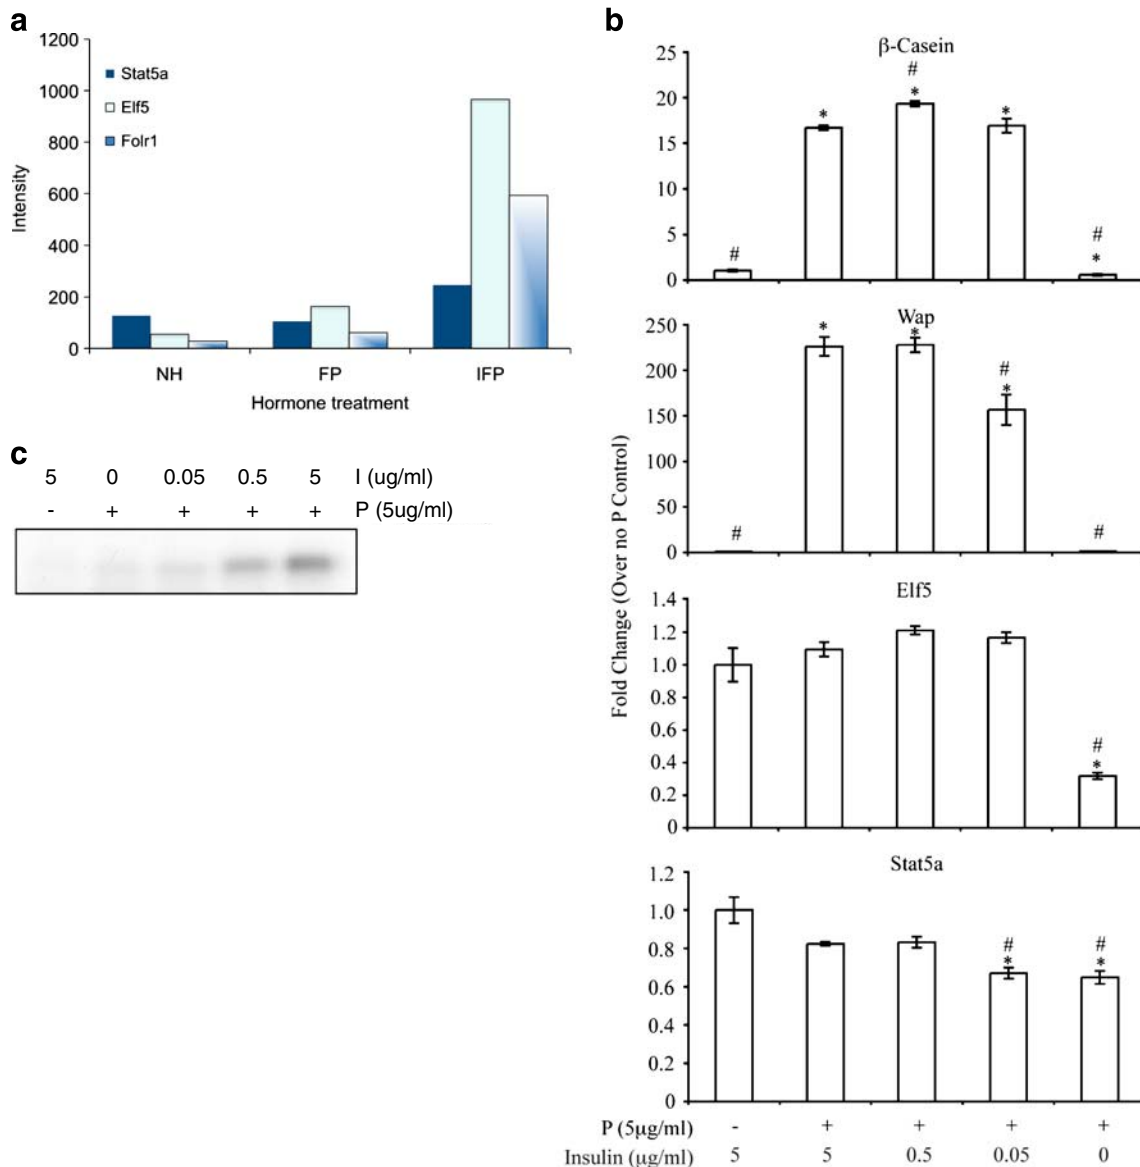 a
1200
1000
800
600
400
200
0
Intensity
Stat5a
Elf5
Folr1
NH FP IFP
Hormone treatment
c
5 0 0.05 0.5 5 I (ug/ml)
- + + + + P (5ug/ml)
b
Fold Change (Over no P Control)
β-Casein
25
20
15
10
5
0
# * # * * # *
Wap
250
200
150
100
50
0
# * * # * #
Elf5
1.4
1.2
1.0
0.8
0.6
0.4
0.2
0
# *
Stat5a
1.2
1.0
0.8
0.6
0.4
0.2
0
# * # *
P (5μg/ml) - + + + +
Insulin (μg/ml) 5 5 0.5 0.05 0